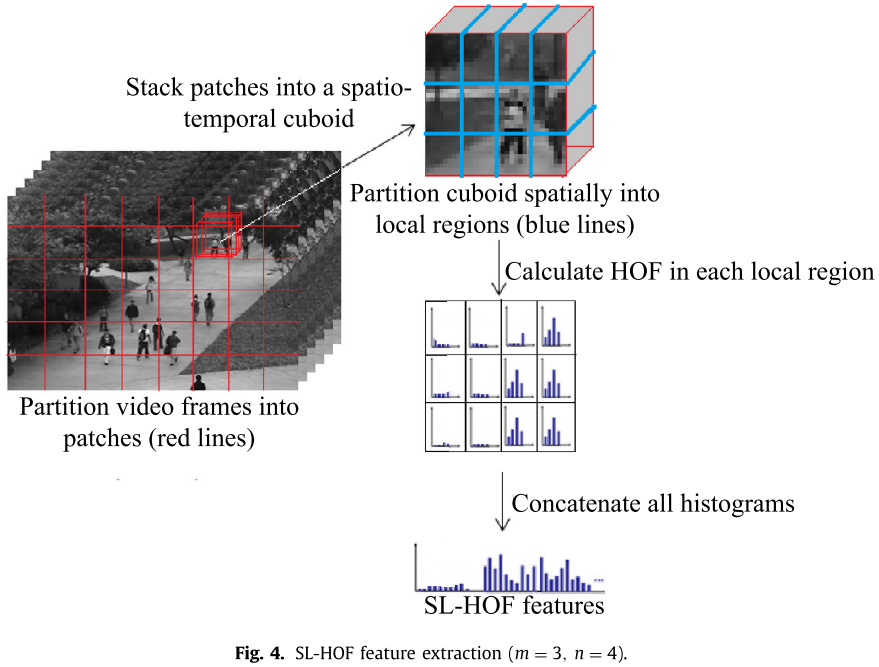 Stack patches into a spatio-
temporal cuboid
Partition cuboid spatially into
local regions (blue lines)
Calculate HOF in each local region
Partition video frames into
patches (red lines)
Concatenate all histograms
SL-HOF features
Fig. 4. SL-HOF feature extraction (m = 3, n = 4).